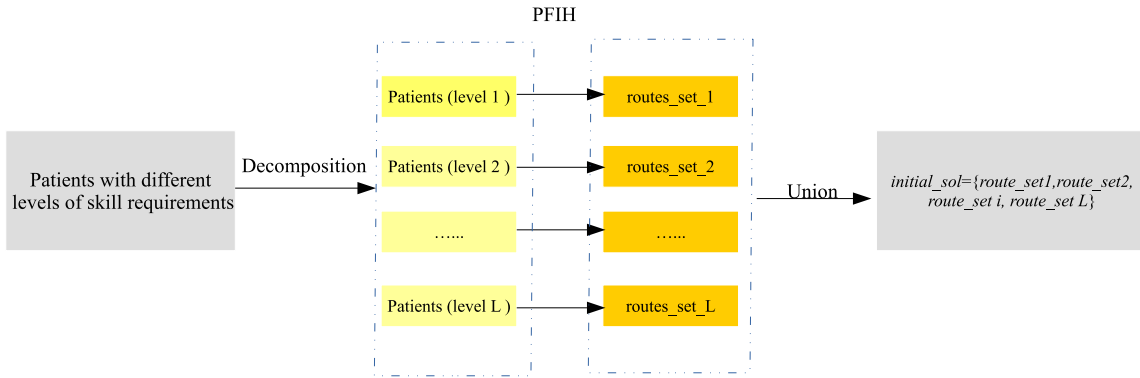 PFIH
Patients with different
levels of skill requirements
Decomposition
Patients (level 1 )
routes_set_1
Patients (level 2 )
routes_set_2
…...
…...
Patients (level L )
routes_set_L
Union
initial_sol={route_set1,route_set2,
route_set i, route_set L}